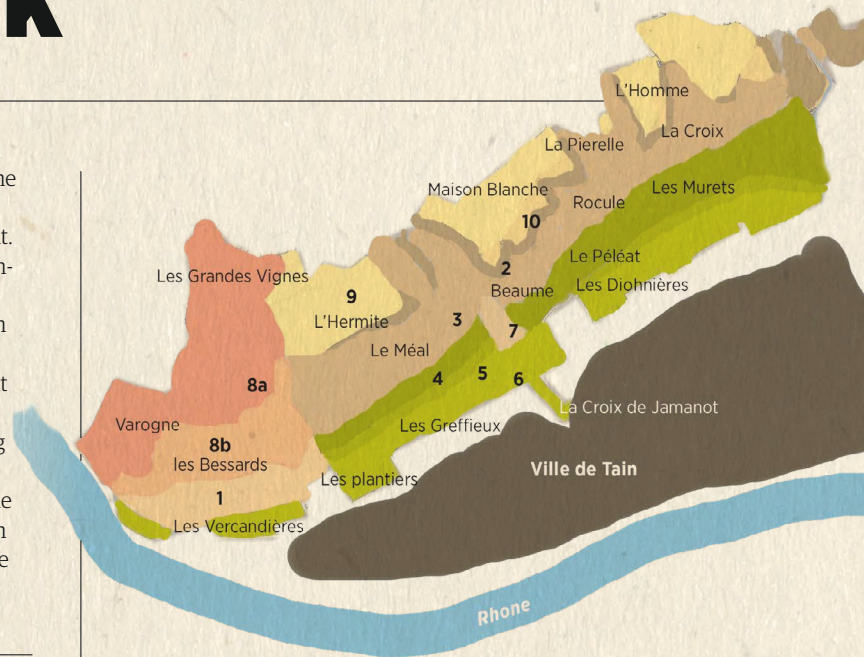 K
ne
t.
n-
n
t
g
le
n
e
L'Homme
La Croix
La Pierelle
Maison Blanche
Les Murets
Rocule
10
Le Péléat
2
Les Grandes Vignes
Les Diohnières
Beaume
9
L'Hermite
3
7
Le Méal
4
5
6
8a
La Croix de Jamanot
Varogne
Les Greffieux
8b
les Bessards
Ville de Tain
Les plantiers
1
Les Vercandières
Rhone